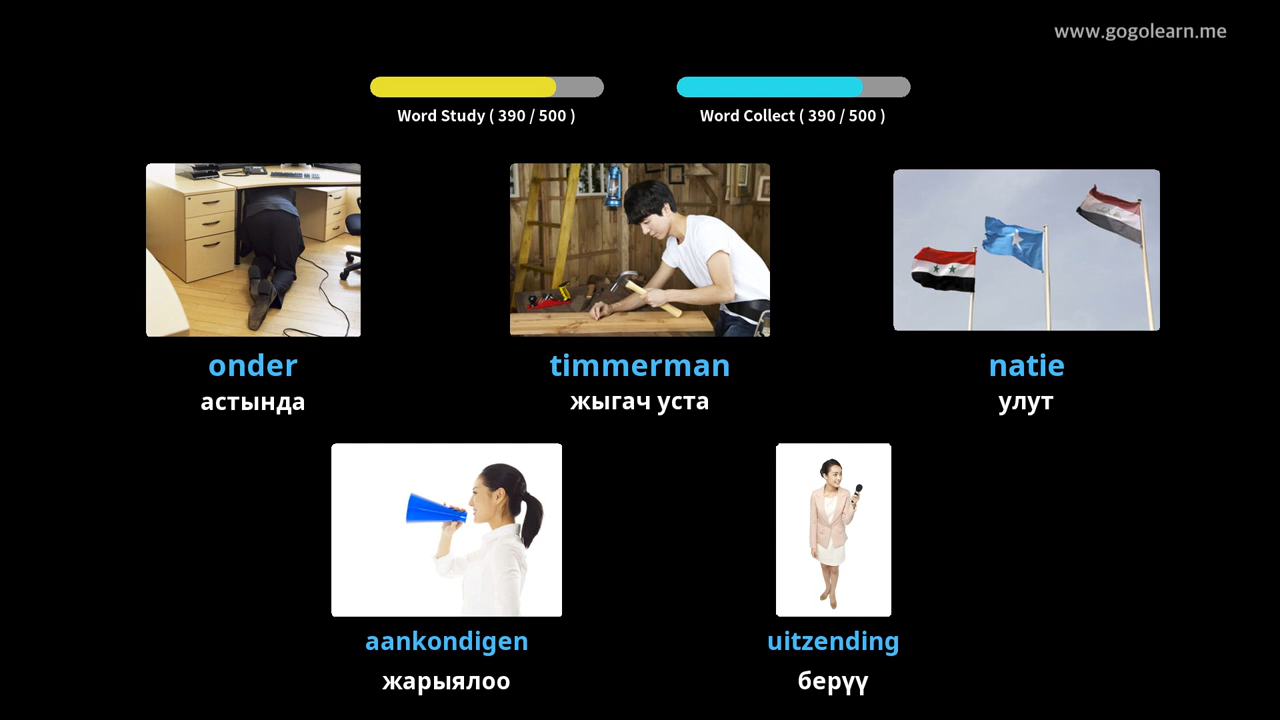 www.gogolearn.me
Word Study ( 390 / 500 )
Word Collect ( 390 / 500 )
onder
астында
timmerman
жыгач уста
natie
улут
aankondigen
жарыялоо
uitzending
берүү